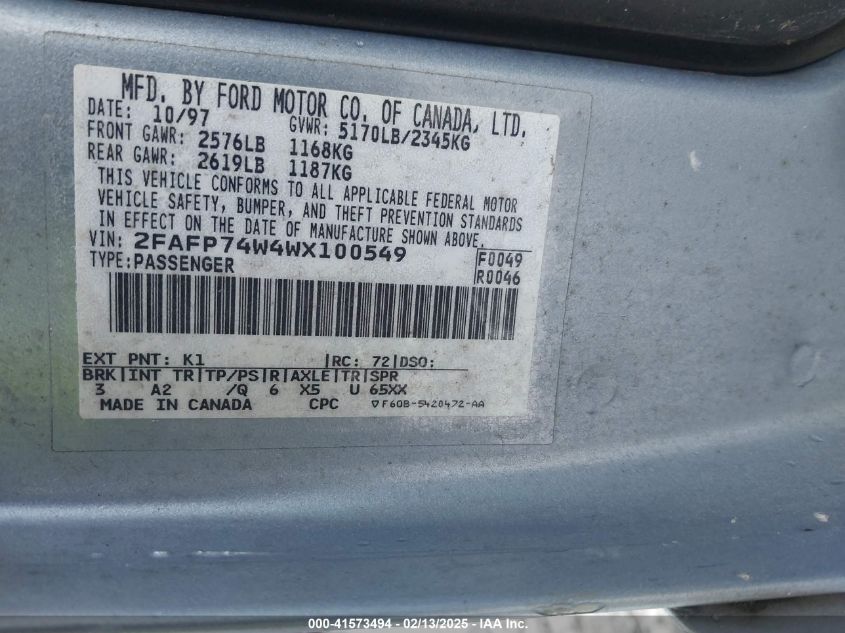 MFD. BY FORD MOTOR CO. OF CANADA, LTD.
DATE: 10/97 GVWR: 5170LB/2345KG
FRONT GAWR: 2576LB 1168KG
REAR GAWR: 2619LB 1187KG
THIS VEHICLE CONFORMS TO ALL APPLICABLE FEDERAL MOTOR
VEHICLE SAFETY, BUMPER, AND THEFT PREVENTION STANDARDS
IN EFFECT ON THE DATE OF MANUFACTURE SHOWN ABOVE.
VIN: 2FAFP74W4WX100549 F0049
TYPE: PASSENGER R0046
EXT PNT: K1 |RC: 72|DSO:
BRK|INT TR|TP/PS|R|AXLE|TR|SPR
3 A2 /Q 6 X5 U 65XX
MADE IN CANADA CPC ▽F60B-5420472-AA
000-41573494 - 02/13/2025 - IAAI Inc.